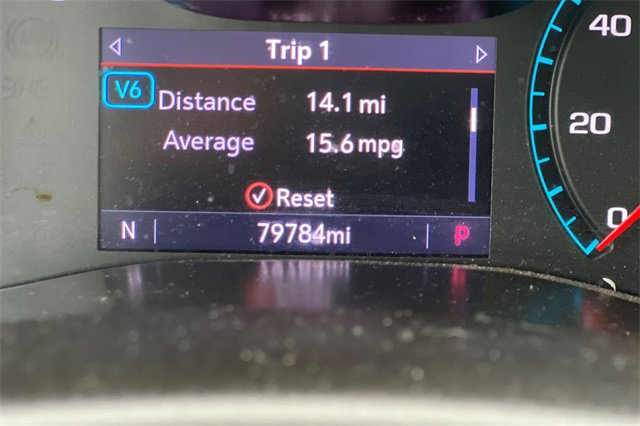 Trip 1
V6
Distance 14.1 mi
Average 15.6 mpg
Reset
N 79784mi P
40
20
0